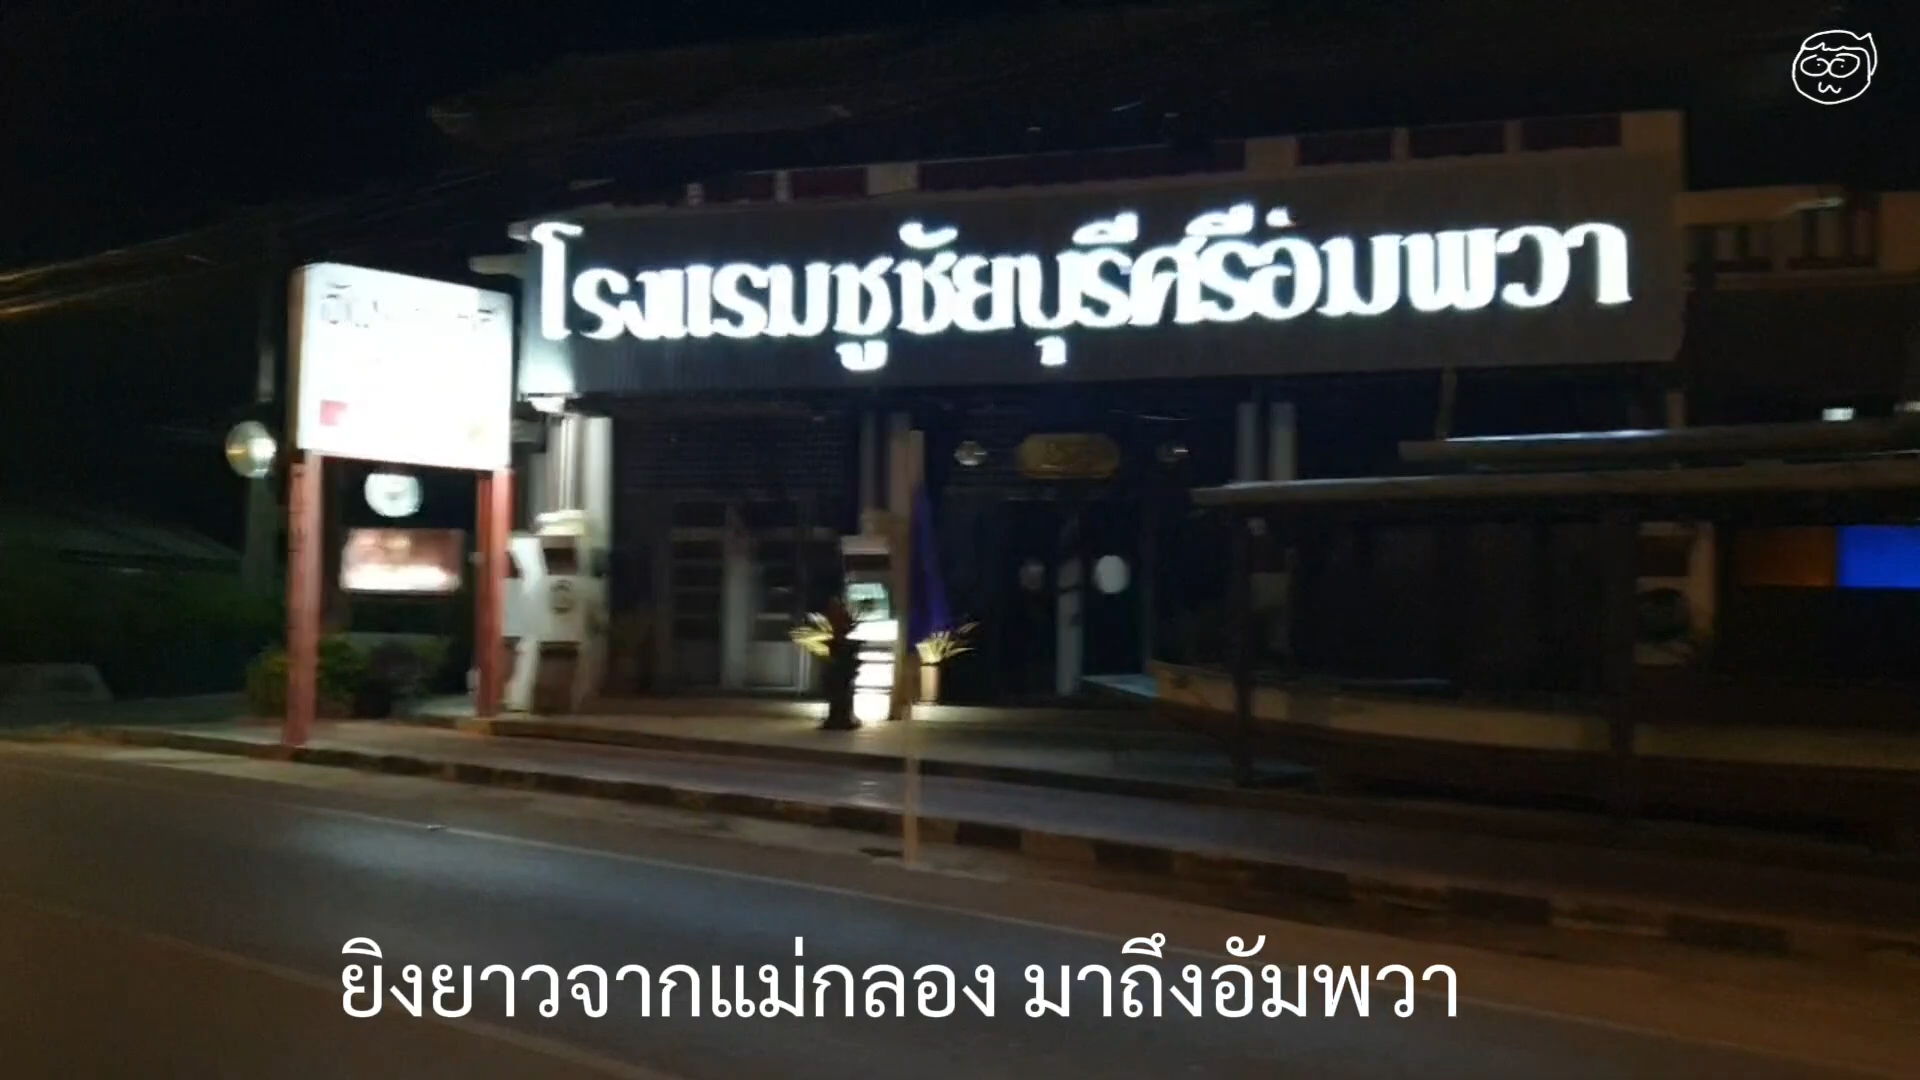 โรงแรมชูชัยบุรีศรีอัมพวา
ยิงยาวจากแม่กลอง มาถึงอัมพวา